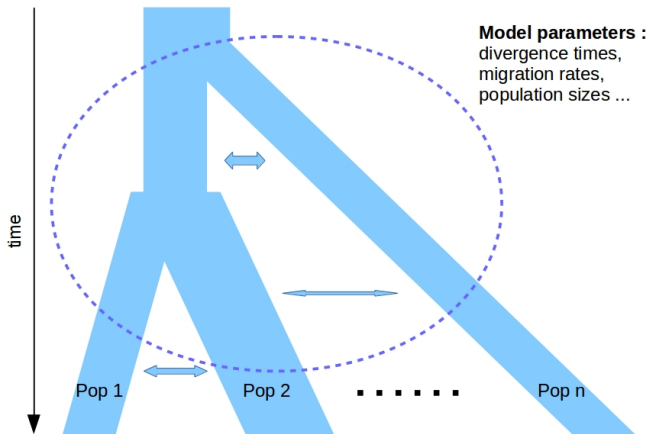 Model parameters :
divergence times,
migration rates,
population sizes ...
time
Pop 1
Pop 2
......
Pop n